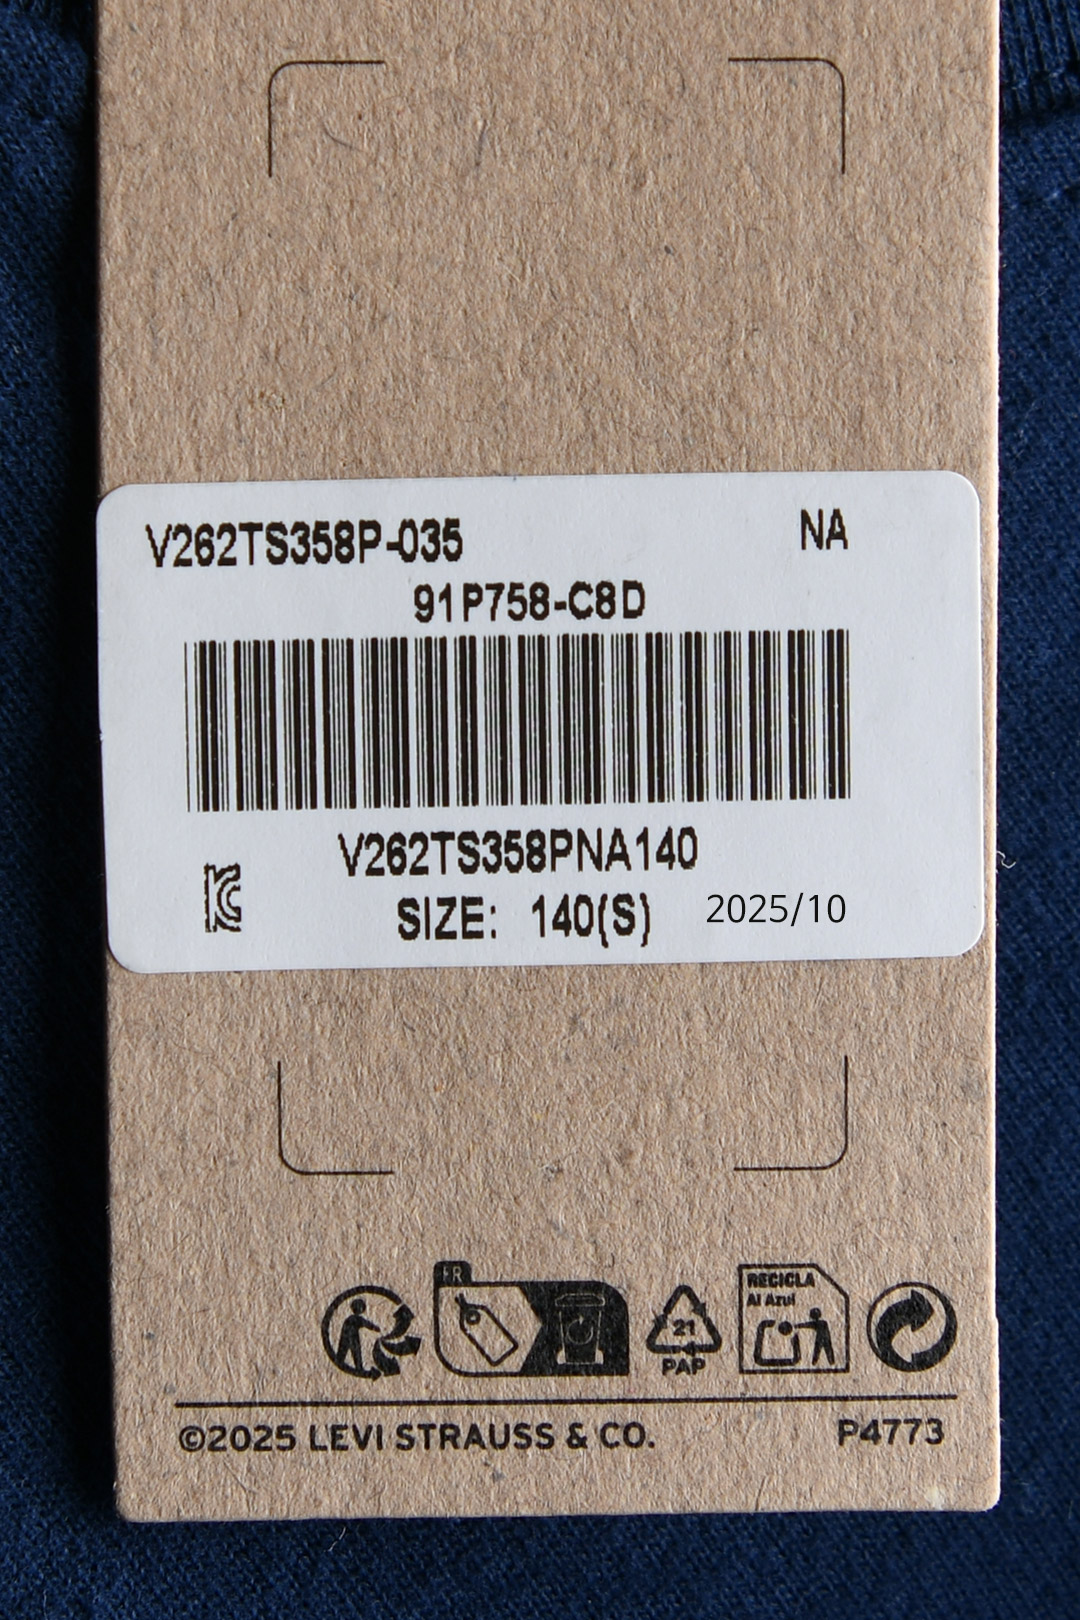 V262TS358P-035 NA
91P758-C8D
V262TS358PNA140
SIZE: 140(S) 2025/10
FR
21
PAP
RECICLA
Al Azul
©2025 LEVI STRAUSS & CO. P4773